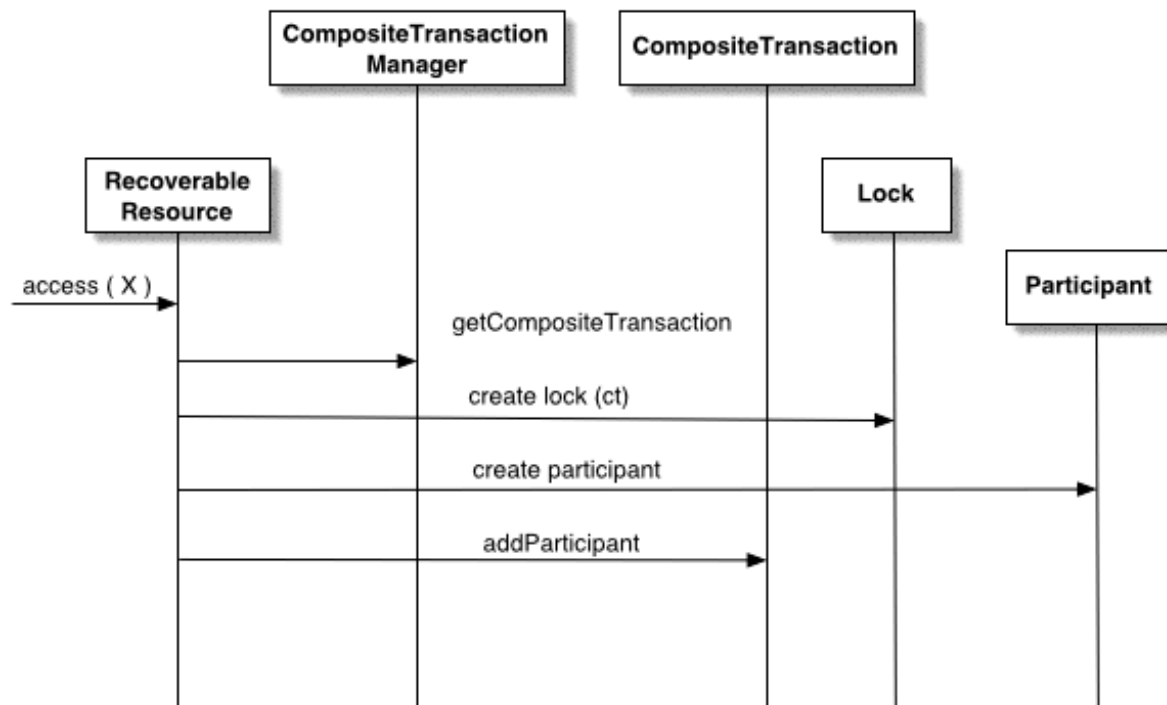 CompositeTransaction
Manager
CompositeTransaction
Recoverable
Resource
Lock
Participant
access ( X )
getCompositeTransaction
create lock (ct)
create participant
addParticipant